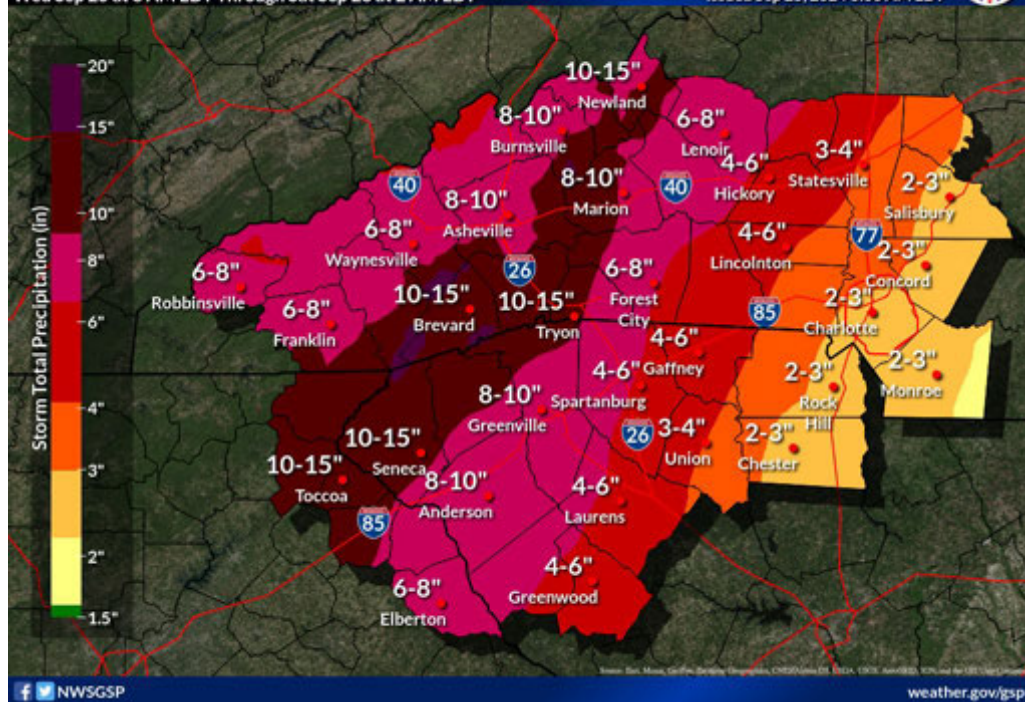 Storm Total Precipitation (in)
20"
15"
10"
8"
6"
4"
3"
2"
1.5"
10-15"
Newland
8-10"
Burnsville
6-8"
Lenoir
3-4"
Statesville
4-6"
Hickory
2-3"
Salisbury
40
8-10"
Marion
40
8-10"
Asheville
6-8"
Waynesville
77
4-6"
Lincolnton
2-3"
Concord
6-8"
Robbinsville
26
6-8"
Forest
City
10-15"
Brevard
10-15"
Tryon
85
2-3"
Charlotte
6-8"
Franklin
4-6"
Gaffney
2-3"
Rock
Hill
2-3"
Monroe
4-6"
Spartanburg
8-10"
Greenville
26
3-4"
Union
2-3"
Chester
10-15"
Seneca
10-15"
Toccoa
8-10"
Anderson
85
4-6"
Laurens
6-8"
Elberton
4-6"
Greenwood
NWSGSP
weather.gov/gsp